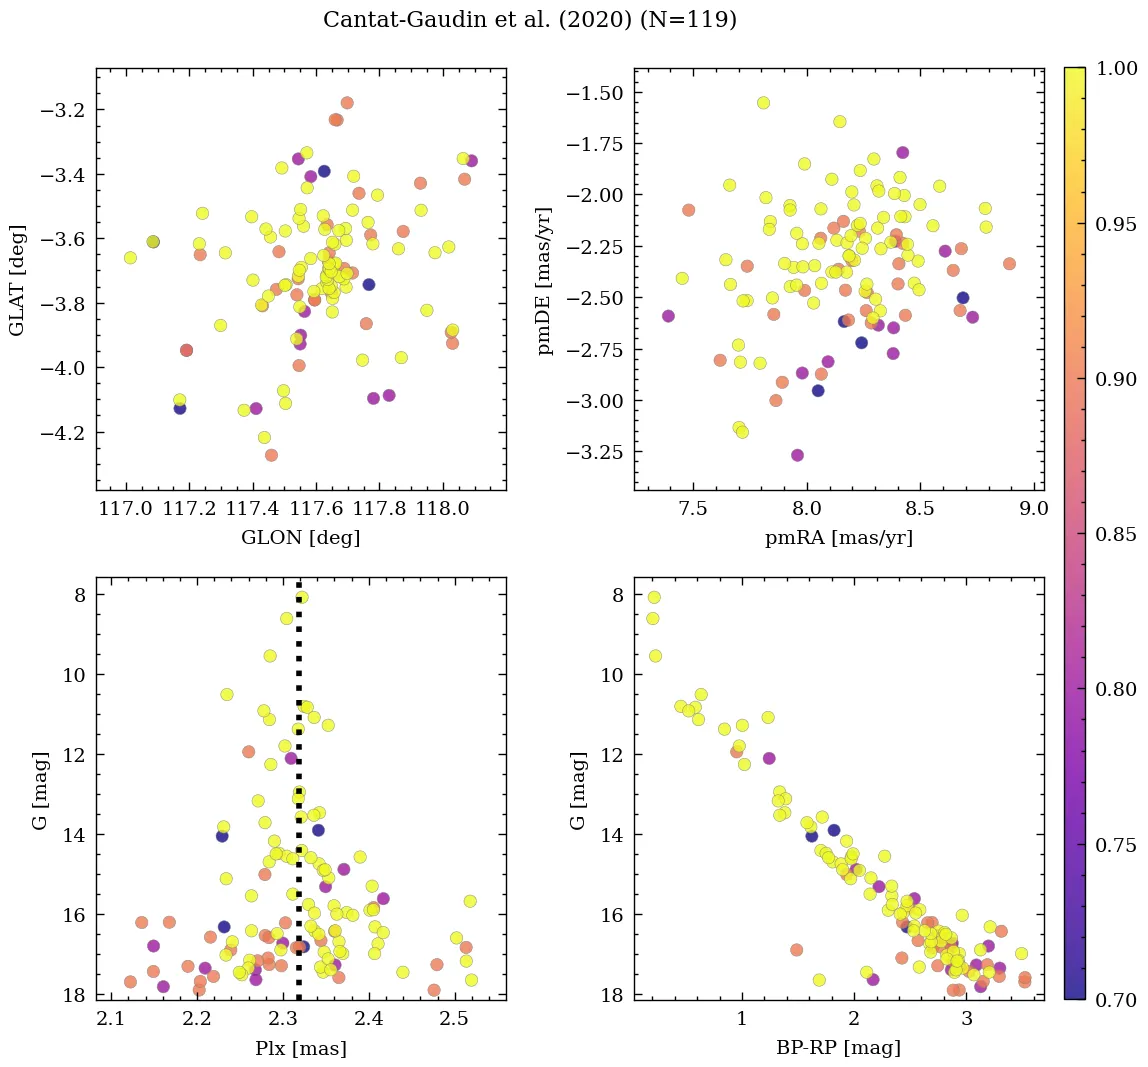 Cantat-Gaudin et al. (2020) (N=119)
−3.2
−3.4
−3.6
−3.8
−4.0
−4.2
GLAT [deg]
117.0 117.2 117.4 117.6 117.8 118.0
GLON [deg]
−1.50
−1.75
−2.00
−2.25
−2.50
−2.75
−3.00
−3.25
pmDE [mas/yr]
7.5 8.0 8.5 9.0
pmRA [mas/yr]
8
10
12
14
16
18
G [mag]
2.1 2.2 2.3 2.4 2.5
Plx [mas]
8
10
12
14
16
18
G [mag]
1 2 3
BP-RP [mag]
1.00
0.95
0.90
0.85
0.80
0.75
0.70